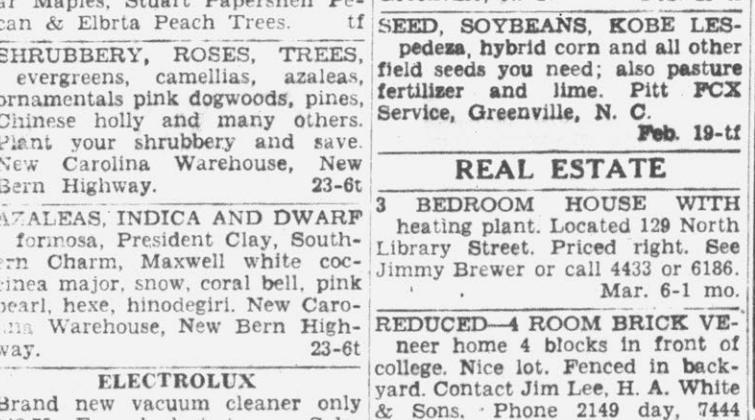 Maples, Stuart Papershell Pe-
can & Elbrta Peach Trees. tf
SHRUBBERY, ROSES, TREES,
evergreens, camellias, azaleas,
ornamentals pink dogwoods, pines,
Chinese holly and many others.
Plant your shrubbery and save.
New Carolina Warehouse, New
Bern Highway. 23-6t
AZALEAS, INDICA AND DWARF
formosa, President Clay, South-
ern Charm, Maxwell white coc-
cinea major, snow, coral bell, pink
pearl, hexe, hinodegiri. New Caro-
lina Warehouse, New Bern High-
way. 23-6t
ELECTROLUX
Brand new vacuum cleaner only
SEED, SOYBEANS, KOBE LES-
pedeza, hybrid corn and all other
field seeds you need; also pasture
fertilizer and lime. Pitt FCX
Service, Greenville, N. C.
Feb. 19-tf
REAL ESTATE
3 BEDROOM HOUSE WITH
heating plant. Located 129 North
Library Street. Priced right. See
Jimmy Brewer or call 4433 or 6186.
Mar. 6-1 mo.
REDUCED—4 ROOM BRICK VE-
neer home 4 blocks in front of
college. Nice lot. Fenced in back-
yard. Contact Jim Lee, H. A. White
& Sons. Phone 2149 day, 7444